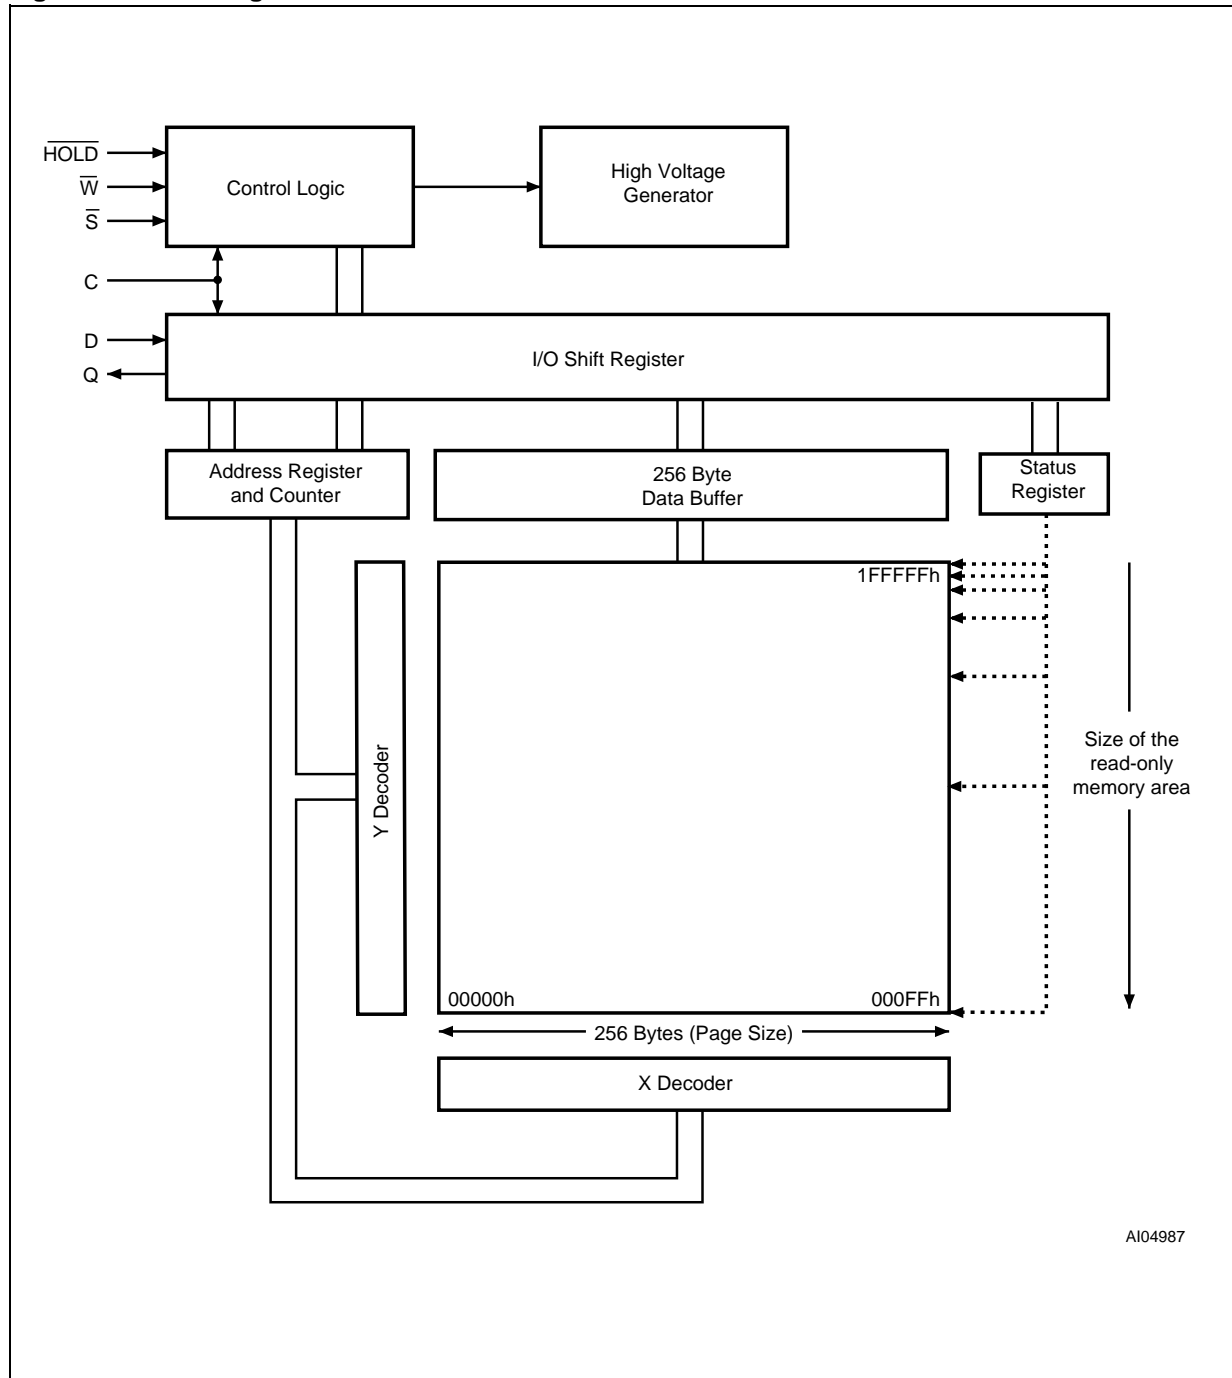 HOLD
W
S
C
D
Q
Control Logic
High Voltage
Generator
I/O Shift Register
Address Register
and Counter
256 Byte
Data Buffer
Status
Register
1FFFFFh
Y Decoder
Size of the
read-only
memory area
00000h
000FFh
256 Bytes (Page Size)
X Decoder
AI04987